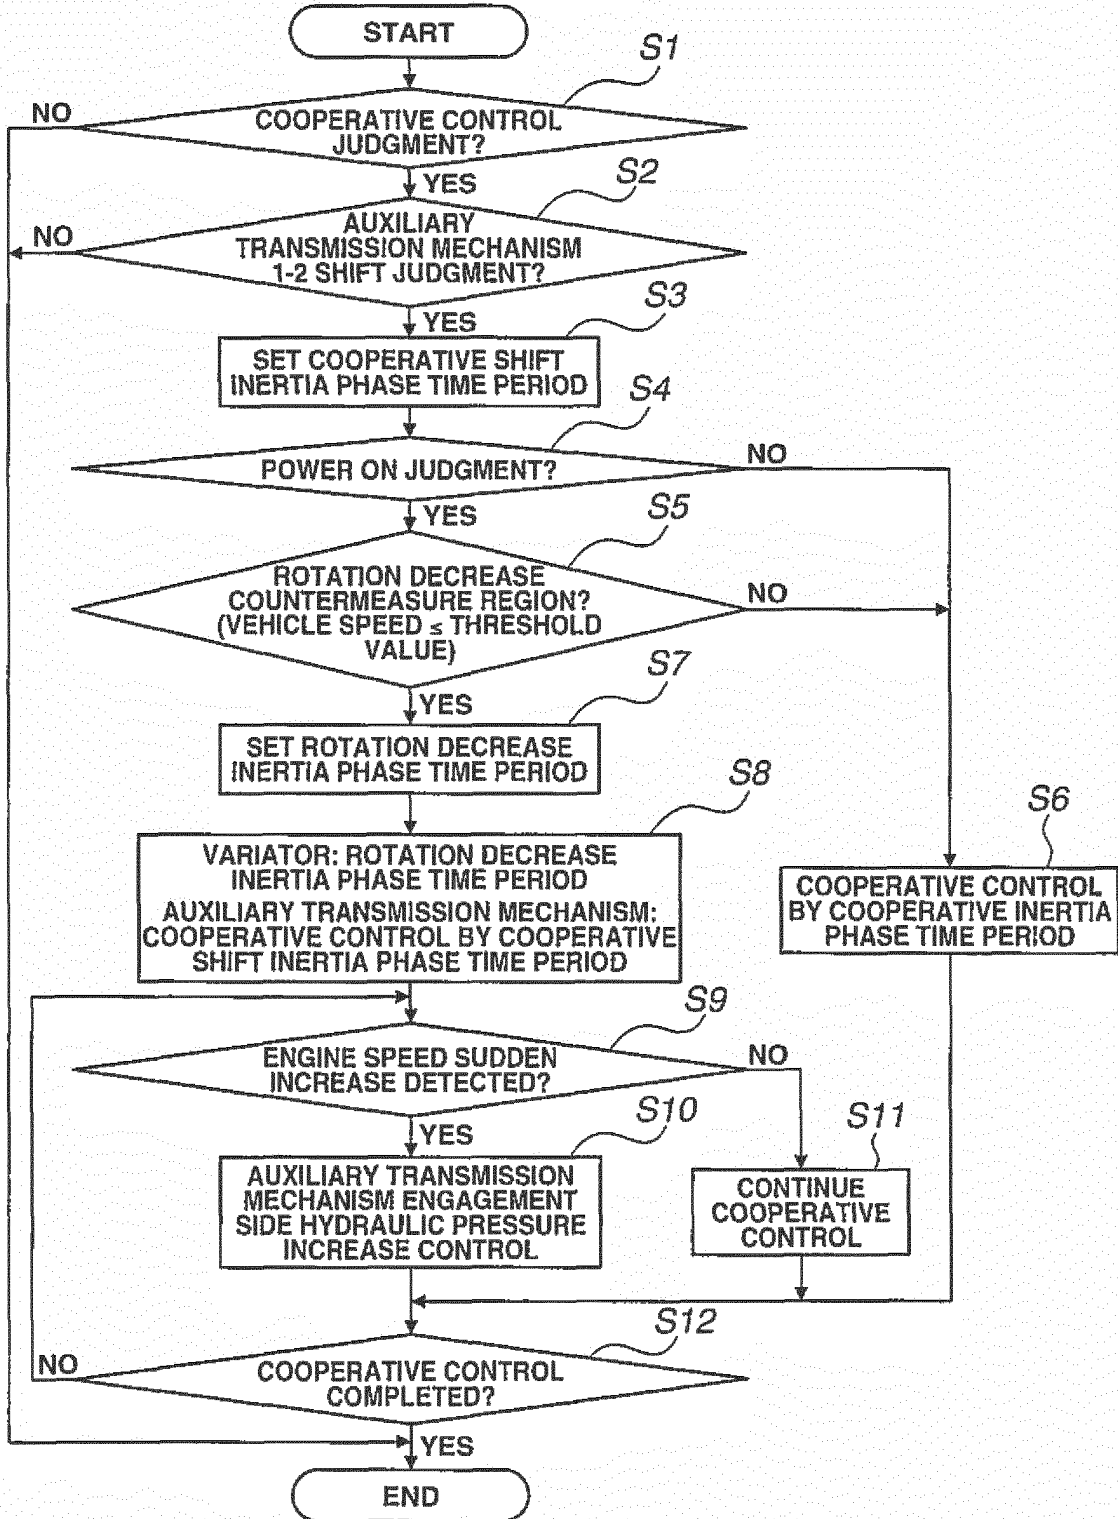 START
S1
NO
COOPERATIVE CONTROL
JUDGMENT?
YES
S2
NO
AUXILIARY
TRANSMISSION MECHANISM
1-2 SHIFT JUDGMENT?
YES
S3
SET COOPERATIVE SHIFT
INERTIA PHASE TIME PERIOD
S4
POWER ON JUDGMENT?
NO
YES
S5
ROTATION DECREASE
COUNTERMEASURE REGION?
(VEHICLE SPEED ≤ THRESHOLD
VALUE)
NO
YES
S7
SET ROTATION DECREASE
INERTIA PHASE TIME PERIOD
S8
VARIATOR: ROTATION DECREASE
INERTIA PHASE TIME PERIOD
AUXILIARY TRANSMISSION MECHANISM:
COOPERATIVE CONTROL BY COOPERATIVE
SHIFT INERTIA PHASE TIME PERIOD
S6
COOPERATIVE CONTROL
BY COOPERATIVE INERTIA
PHASE TIME PERIOD
S9
ENGINE SPEED SUDDEN
INCREASE DETECTED?
NO
YES
S10
AUXILIARY TRANSMISSION
MECHANISM ENGAGEMENT
SIDE HYDRAULIC PRESSURE
INCREASE CONTROL
S11
CONTINUE
COOPERATIVE
CONTROL
S12
NO
COOPERATIVE CONTROL
COMPLETED?
YES
END